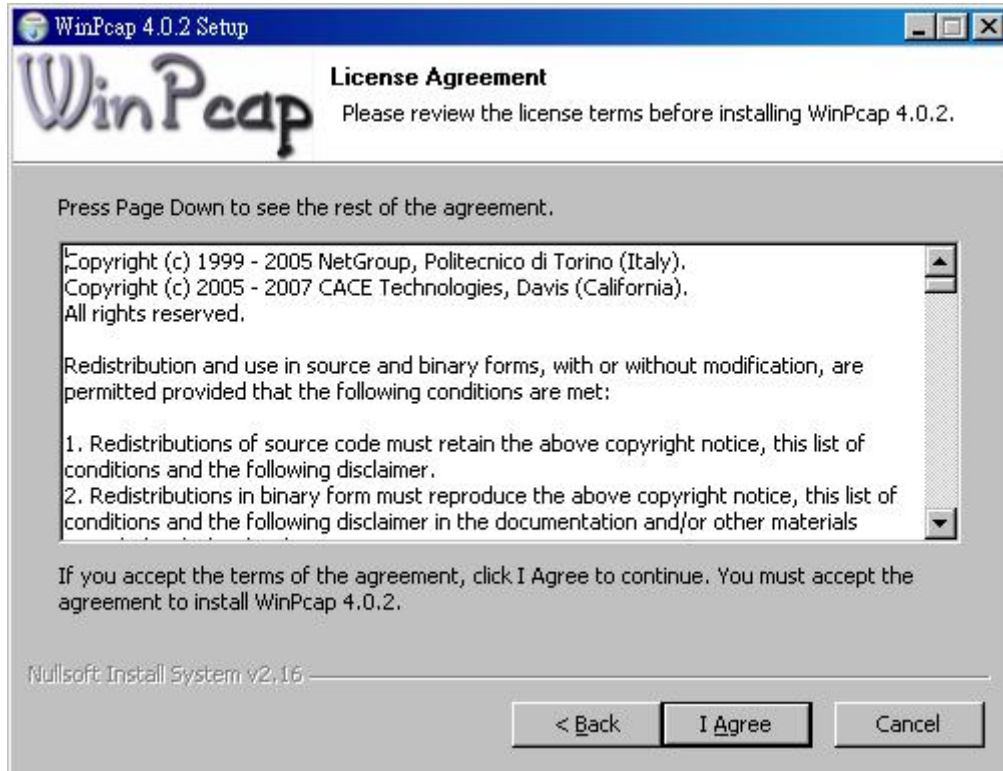 WinPcap 4.0.2 Setup
WinPcap
License Agreement
Please review the license terms before installing WinPcap 4.0.2.
Press Page Down to see the rest of the agreement.
Copyright (c) 1999 - 2005 NetGroup, Politecnico di Torino (Italy).
Copyright (c) 2005 - 2007 CACE Technologies, Davis (California).
All rights reserved.
Redistribution and use in source and binary forms, with or without modification, are
permitted provided that the following conditions are met:
1. Redistributions of source code must retain the above copyright notice, this list of
conditions and the following disclaimer.
2. Redistributions in binary form must reproduce the above copyright notice, this list of
conditions and the following disclaimer in the documentation and/or other materials
If you accept the terms of the agreement, click I Agree to continue. You must accept the
agreement to install WinPcap 4.0.2.
Nullsoft Install System v2.16
< Back
I Agree
Cancel